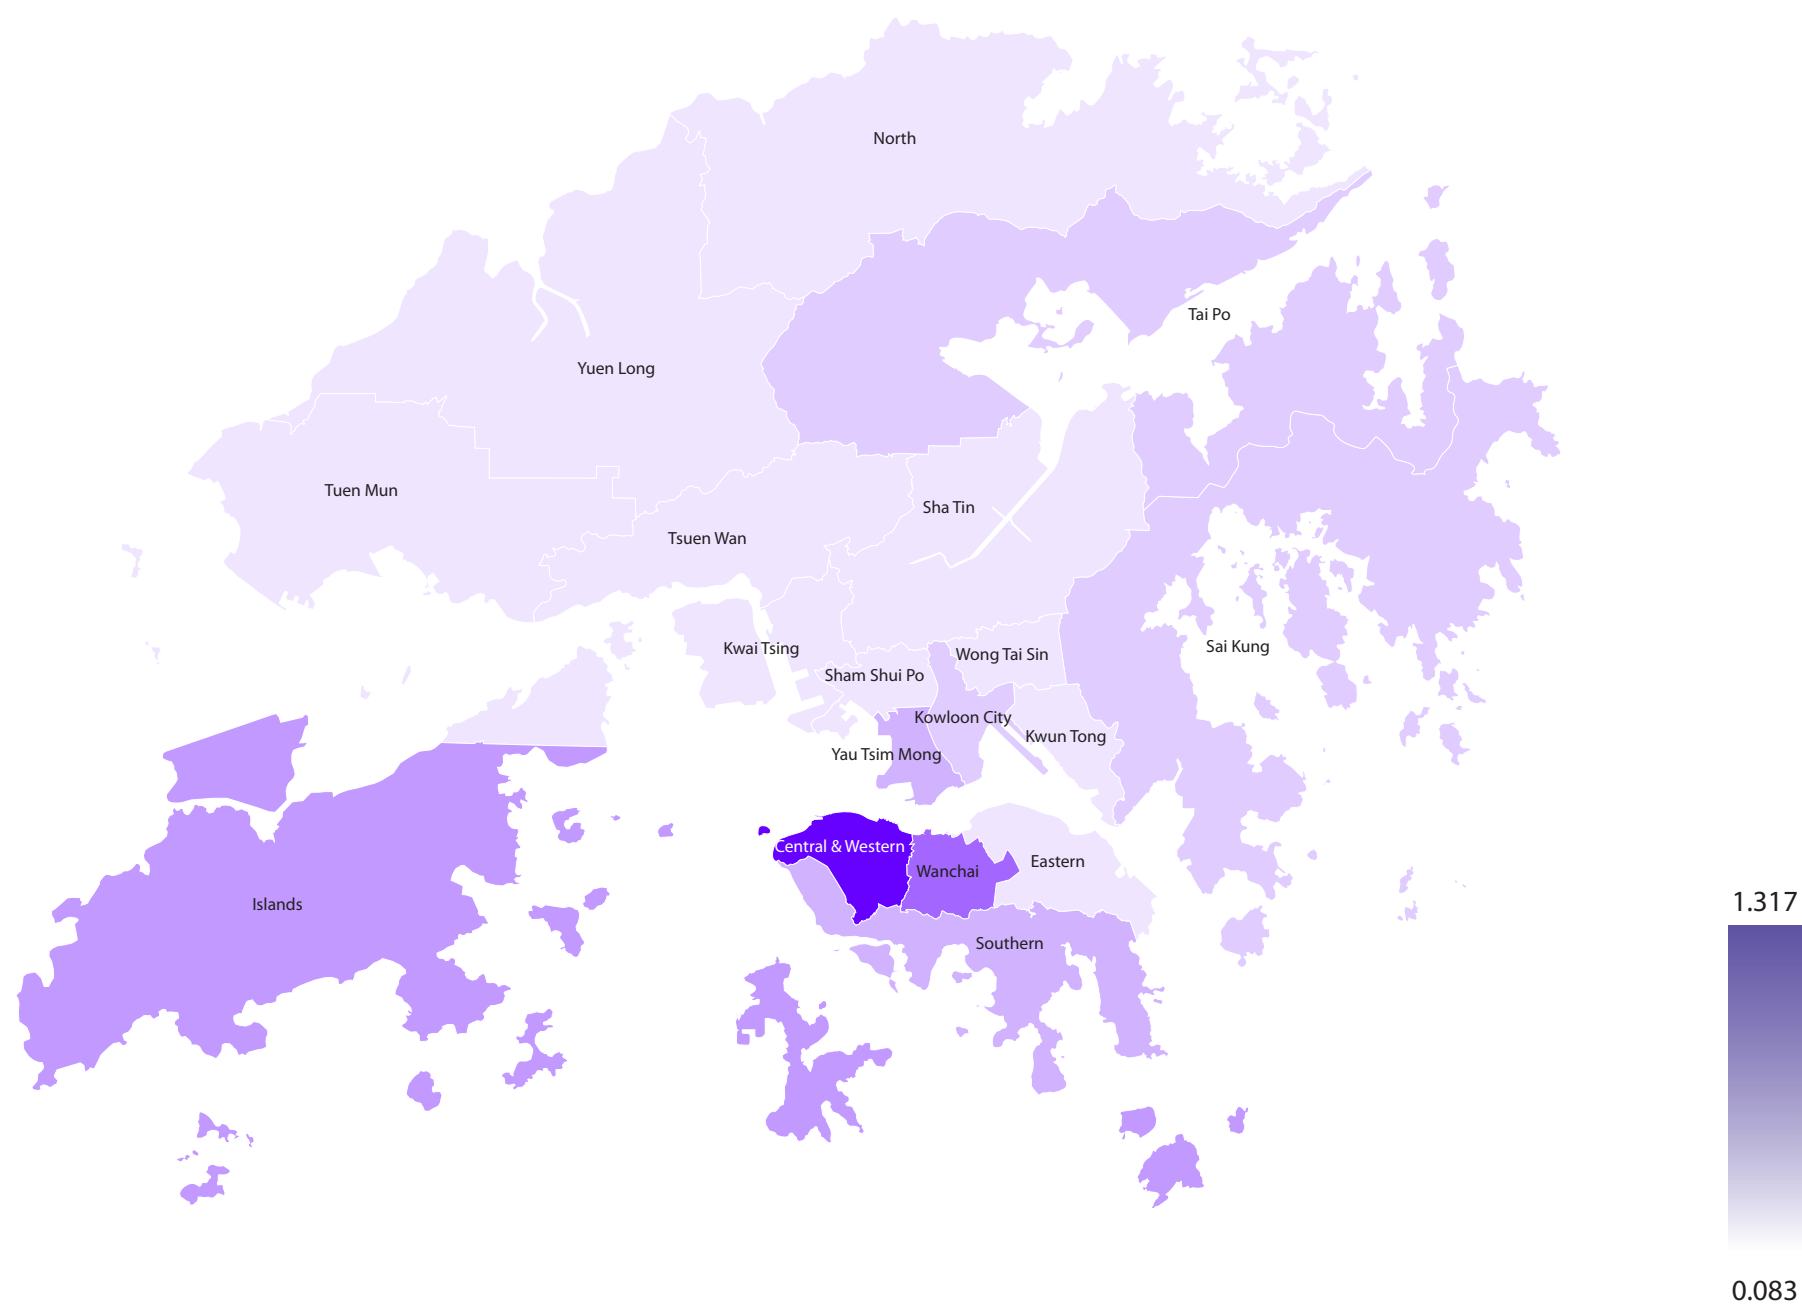 North
Tai Po
Yuen Long
Tuen Mun
Sha Tin
Tsuen Wan
Sai Kung
Kwai Tsing
Wong Tai Sin
Sham Shui Po
Kowloon City
Kwun Tong
Yau Tsim Mong
Central & Western
Eastern
Wanchai
Islands
1.317
Southern
0.083